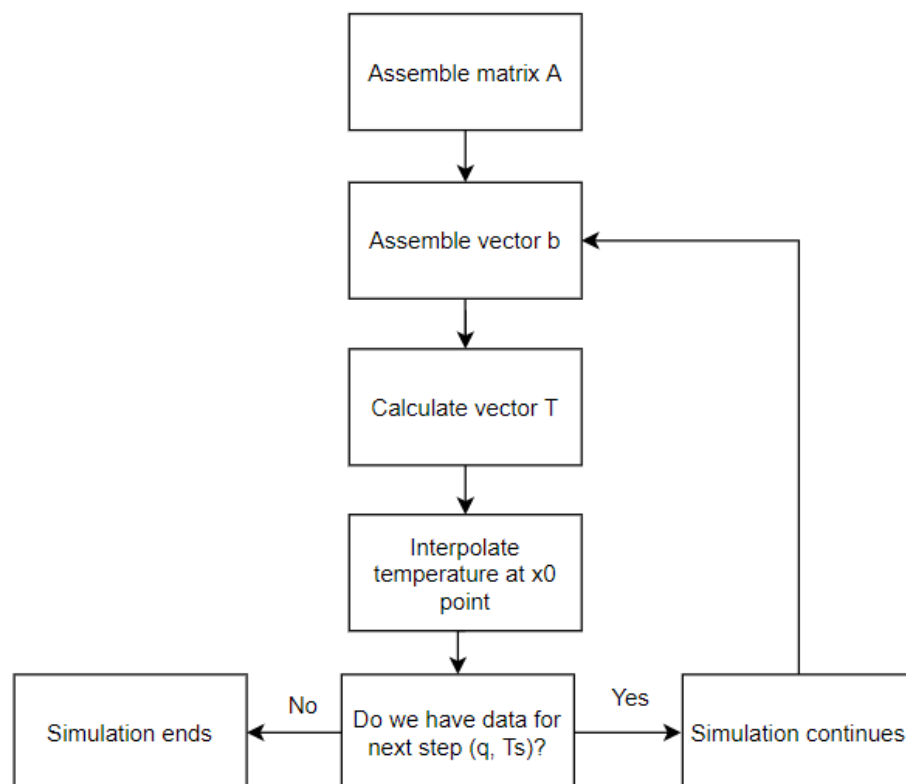 Assemble matrix A
Assemble vector b
Calculate vector T
Interpolate
temperature at x0
point
No
Yes
Simulation ends
Do we have data for
next step (q, Ts)?
Simulation continues